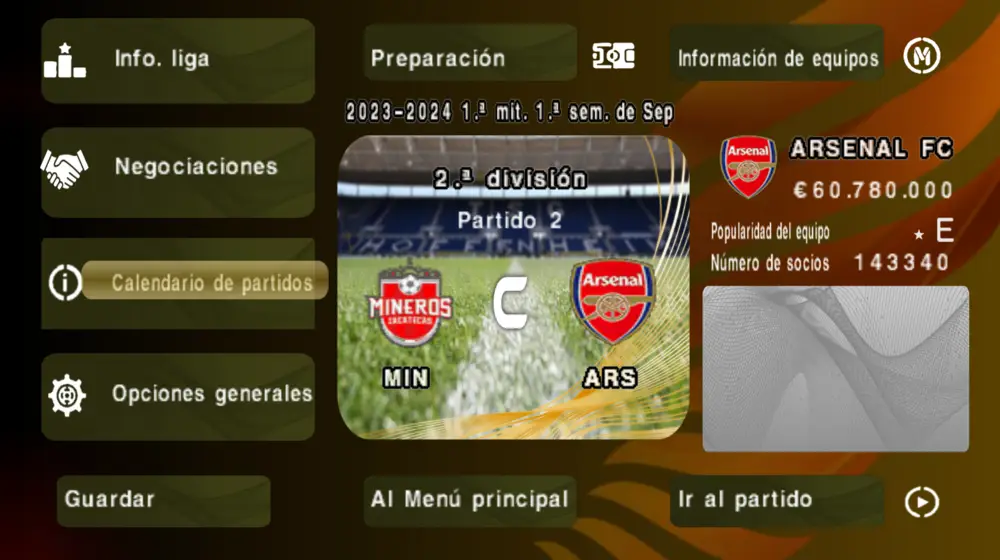 Info. liga
Preparación
Información de equipos
M
2023-2024 1.ª mit. 1.ª sem. de Sep
Negociaciones
2.ª división
Partido 2
Arsenal
ARSENAL FC
€60.780.000
Popularidad del equipo
E
Número de socios
143340
Calendario de partidos
HOFFENHEI
MINEROS
ZACATECAS
C
Arsenal
MIN
ARS
Opciones generales
Guardar
Al Menú principal
Ir al partido